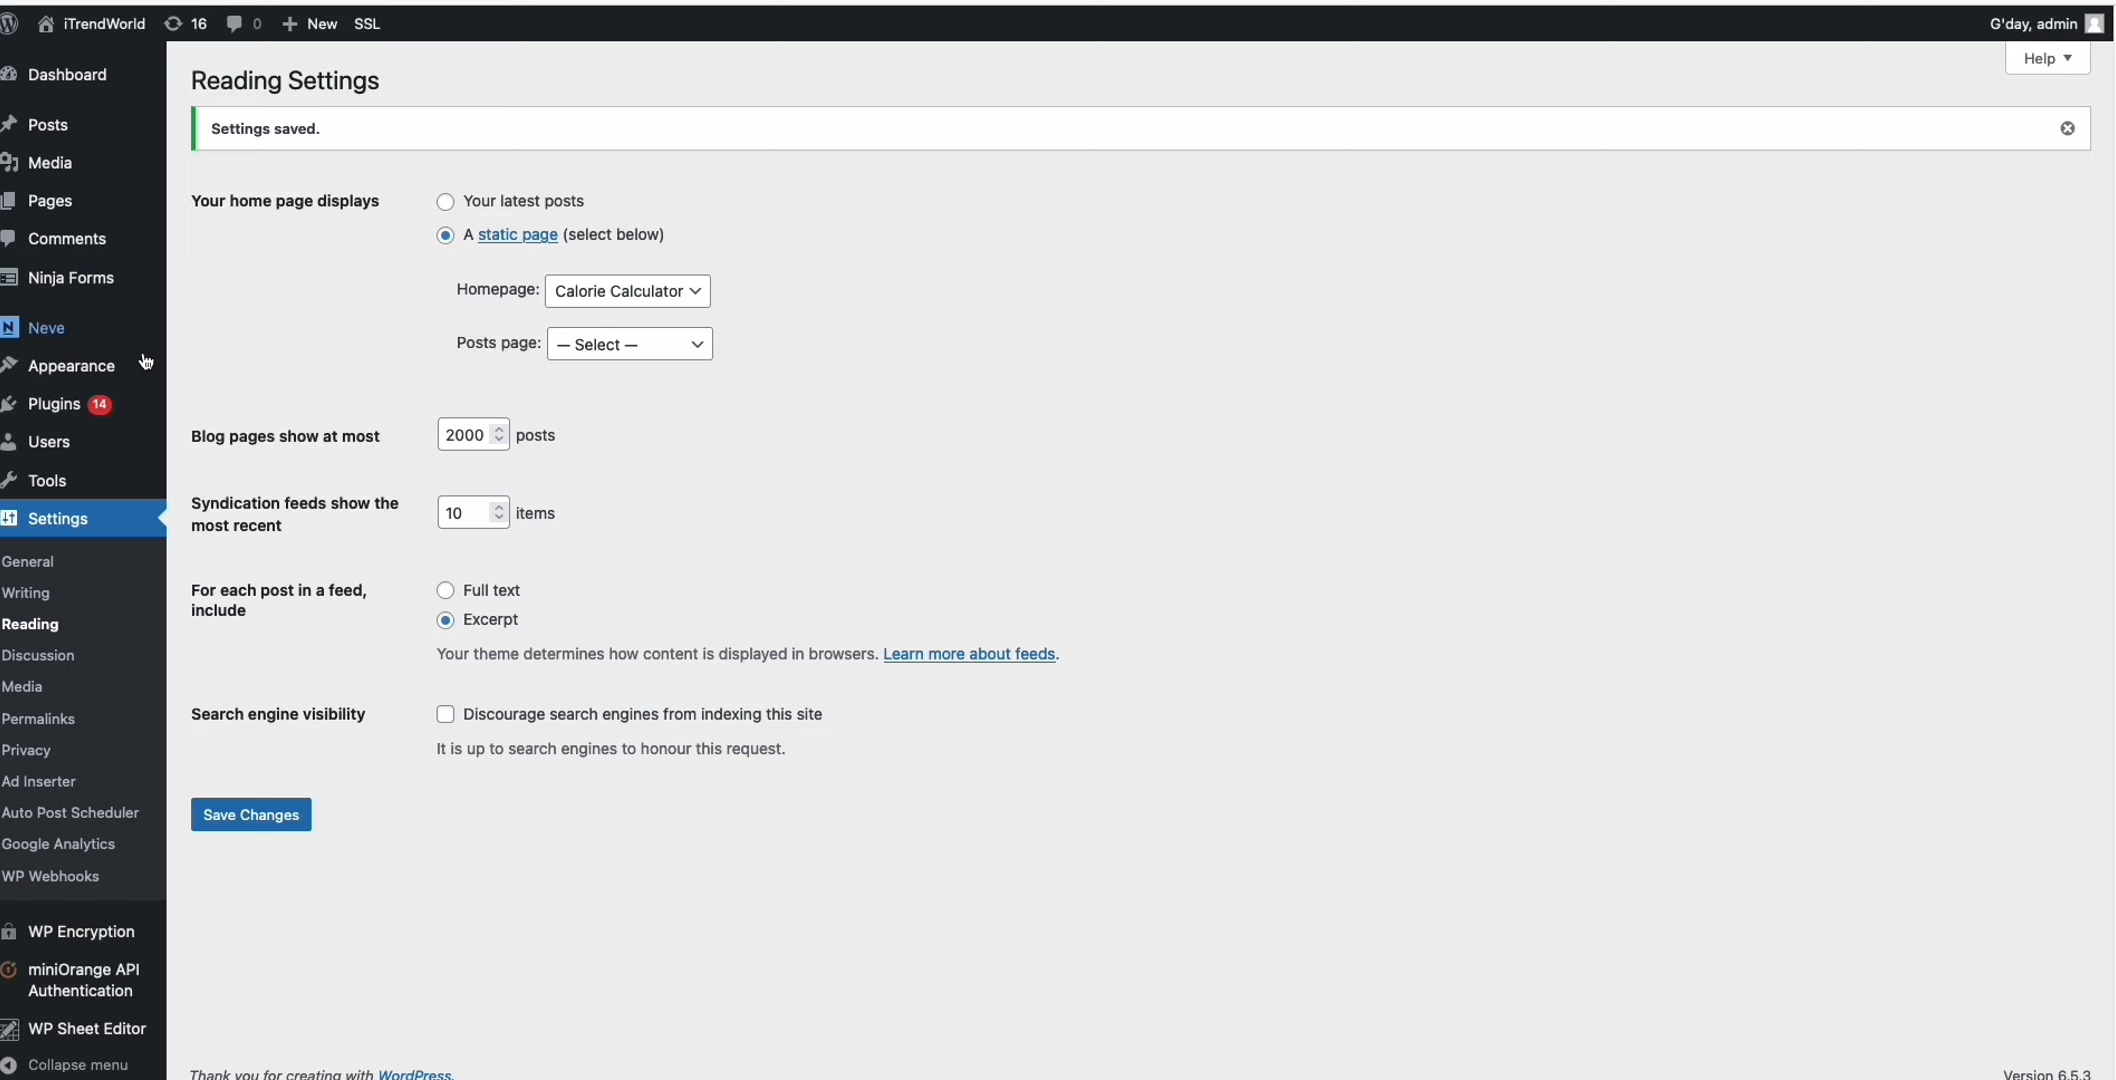 iTrendWorld 16 0 New SSL G'day, admin
Help
Dashboard
Posts
Media
Pages
Comments
Ninja Forms
Neve
Appearance
Plugins 14
Users
Tools
Settings
General
Writing
Reading
Discussion
Media
Permalinks
Privacy
Ad Inserter
Auto Post Scheduler
Google Analytics
WP Webhooks
WP Encryption
miniOrange API
Authentication
WP Sheet Editor
Collapse menu
Reading Settings
Settings saved.
Your home page displays
Your latest posts
A static page (select below)
Homepage: Calorie Calculator
Posts page: — Select —
Blog pages show at most 2000 posts
Syndication feeds show the
most recent
10 items
For each post in a feed,
include
Full text
Excerpt
Your theme determines how content is displayed in browsers. Learn more about feeds.
Search engine visibility
Discourage search engines from indexing this site
It is up to search engines to honour this request.
Save Changes
Thank you for creating with WordPress.
Version 6.5.3